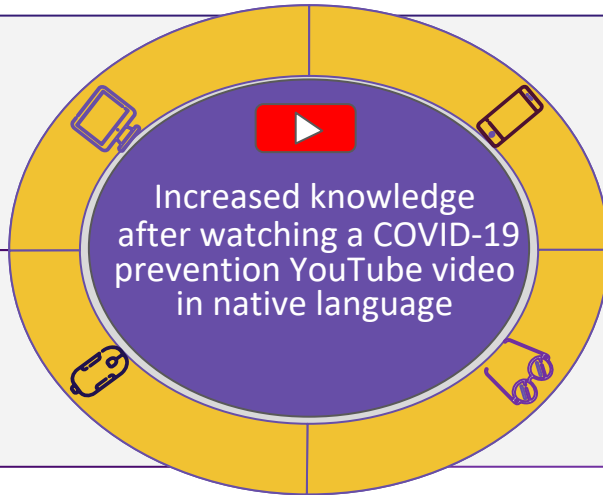 Increased knowledge
after watching a COVID-19
prevention YouTube video
in native language